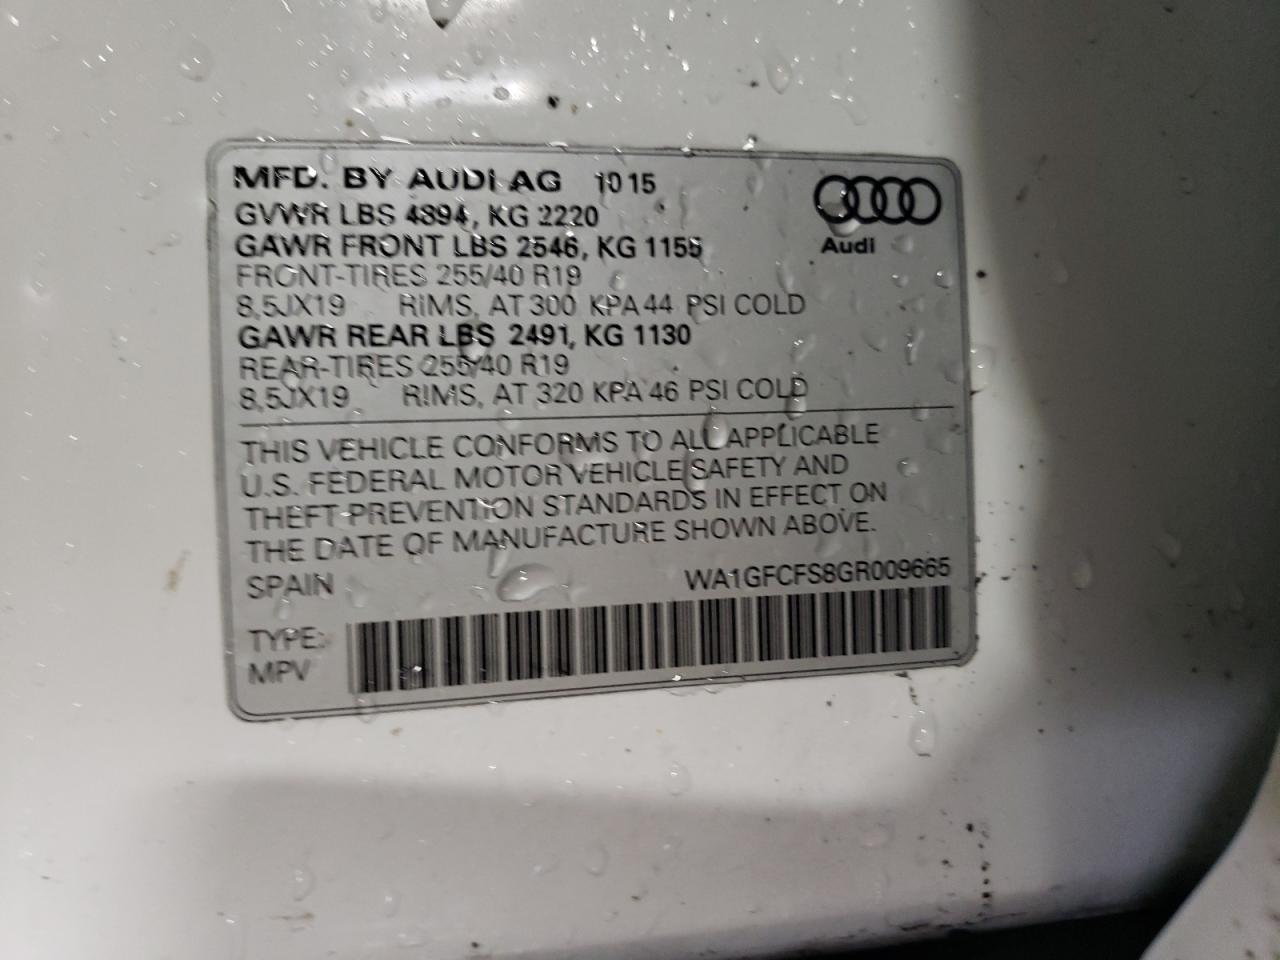 MFD. BY AUDI AG 10 15
GVWR LBS 4894, KG 2220
GAWR FRONT LBS 2546, KG 1155
Audi
FRONT-TIRES 255/40 R19
8,5JX19 RIMS, AT 300 KPA 44 PSI COLD
GAWR REAR LBS 2491, KG 1130
REAR-TIRES 255/40 R19
8,5JX19 RIMS, AT 320 KPA 46 PSI COLD
THIS VEHICLE CONFORMS TO ALL APPLICABLE
U.S. FEDERAL MOTOR VEHICLE SAFETY AND
THEFT PREVENTION STANDARDS IN EFFECT ON
THE DATE OF MANUFACTURE SHOWN ABOVE.
SPAIN WA1GFCFS8GR009665
TYPE:
MPV